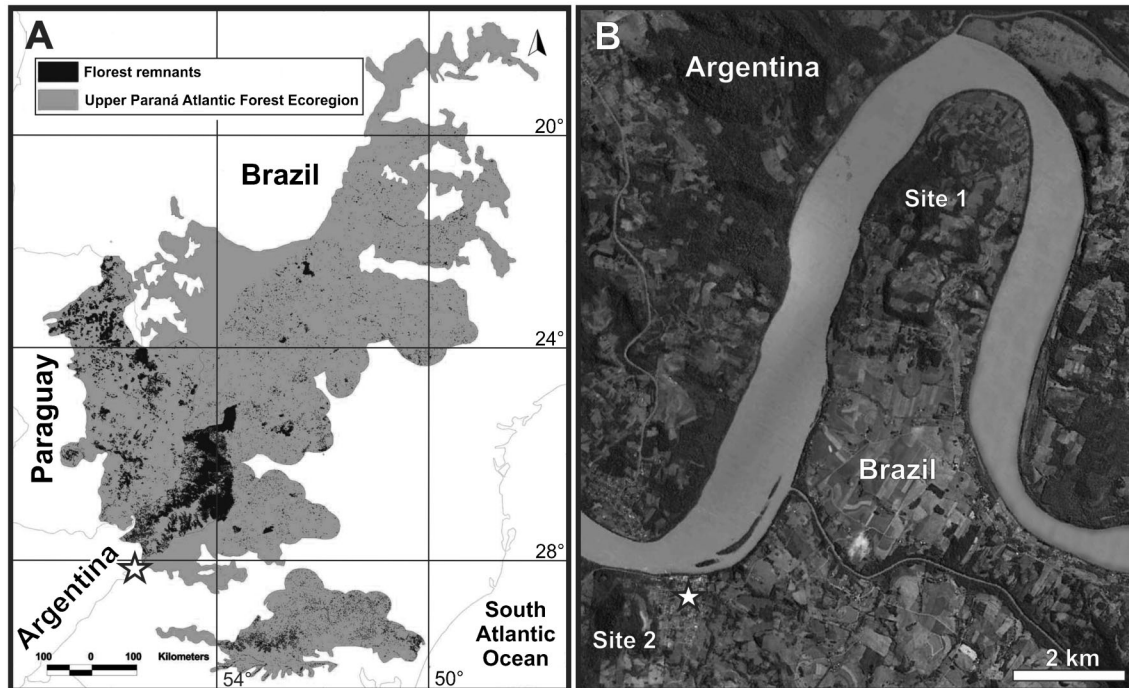 A
Florest remnants
Upper Paraná Atlantic Forest Ecoregion
20°
Brazil
24°
Paraguay
28°
Argentina
South
Atlantic
Ocean
100 0 100 Kilometers
54°
50°
B
Argentina
Site 1
Brazil
Site 2
2 km